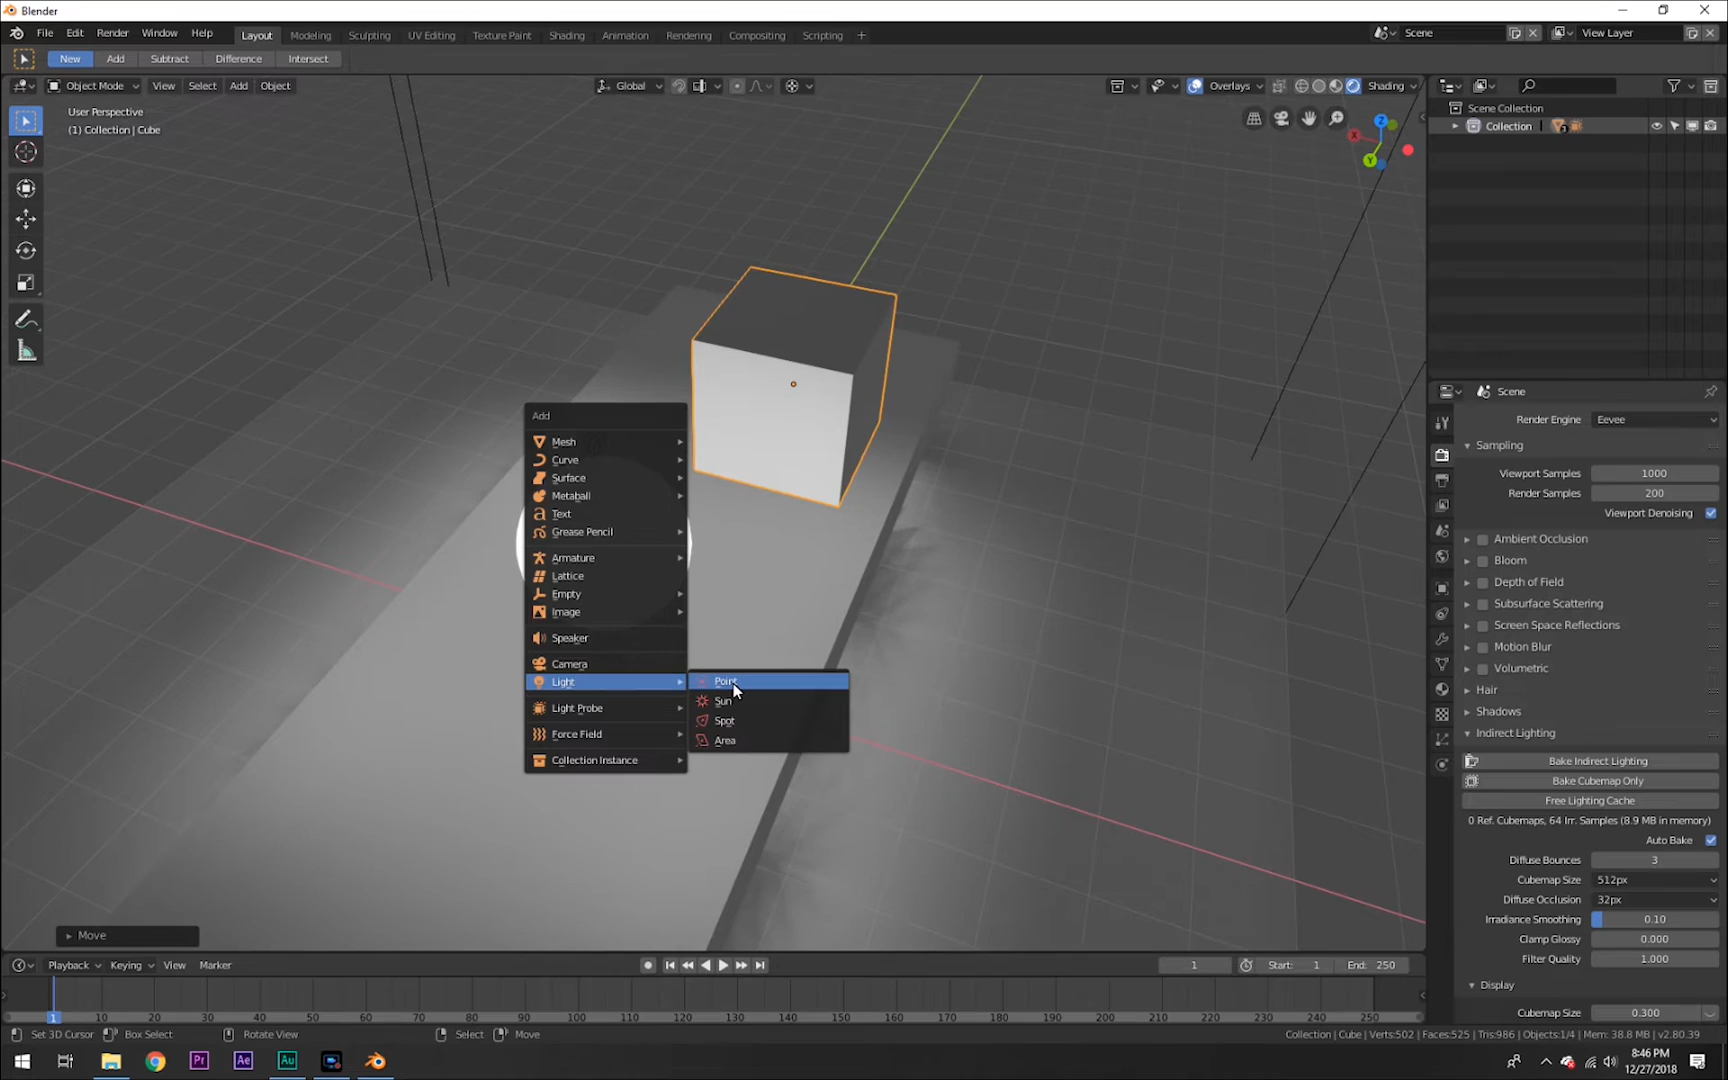 Blender
File Edit Render Window Help Layout Modeling Sculpting UV Editing Texture Paint Shading Animation Rendering Compositing Scripting + Scene View Layer
New Add Subtract Difference Intersect
Object Mode View Select Add Object Global Overlays Shading
User Perspective
(1) Collection | Cube
Scene Collection
Collection
Z
X
Y
Scene
Render Engine Eevee
Sampling
Viewport Samples 1000
Render Samples 200
Viewport Denoising
Ambient Occlusion
Bloom
Depth of Field
Subsurface Scattering
Screen Space Reflections
Motion Blur
Volumetric
Hair
Shadows
Indirect Lighting
Bake Indirect Lighting
Bake Cubemap Only
Free Lighting Cache
0 Ref. Cubemaps, 64 Irr. Samples (8.9 MB in memory)
Auto Bake
Diffuse Bounces 3
Cubemap Size 512px
Diffuse Occlusion 32px
Irradiance Smoothing 0.10
Clamp Glossy 0.000
Filter Quality 1.000
Display
Cubemap Size 0.300
Add
Mesh
Curve
Surface
Metaball
Text
Grease Pencil
Armature
Lattice
Empty
Image
Speaker
Camera
Light
Light Probe
Force Field
Collection Instance
Point
Sun
Spot
Area
Move
Playback Keying View Marker 1 Start: 1 End: 250
1 10 20 30 40 50 60 70 80 90 100 110 120 130 140 150 160 170 180 190 200 210 220 230 240 250
Set 3D Cursor Box Select Rotate View Select Move Collection | Cube | Verts:502 | Faces:525 | Tris:986 | Objects:1/4 | Mem: 38.8 MB | v2.80.39
Pr Ae Au
8:46 PM
12/27/2018